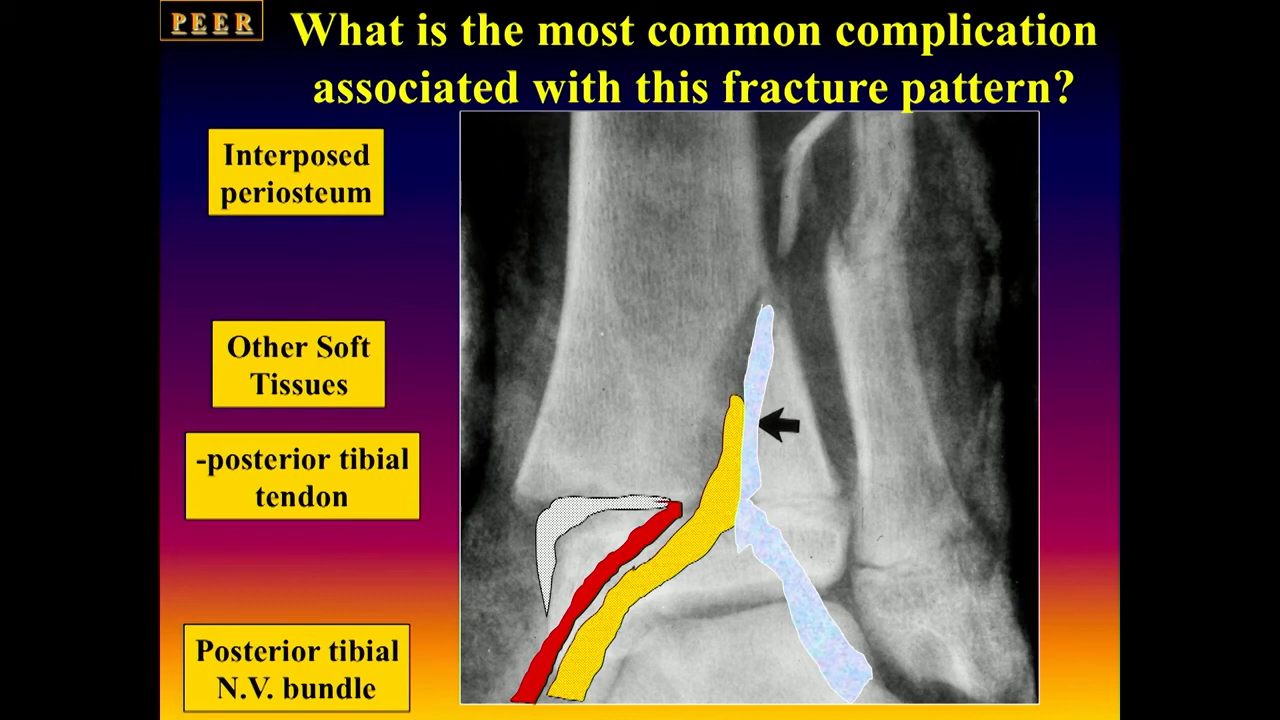 PEER
What is the most common complication
associated with this fracture pattern?
Interposed
periosteum
Other Soft
Tissues
-posterior tibial
tendon
Posterior tibial
N.V. bundle